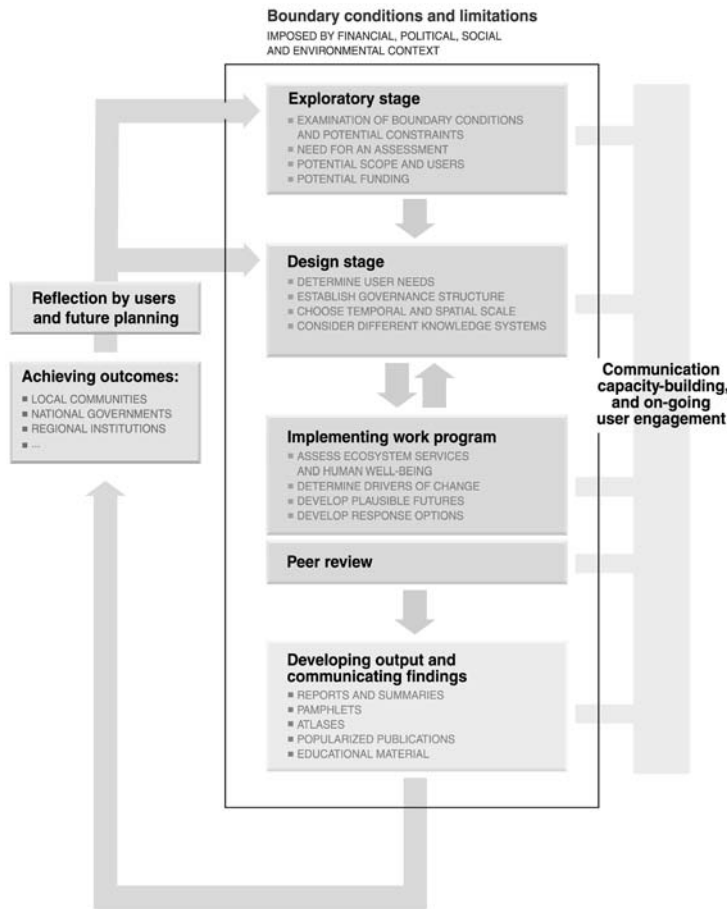 Boundary conditions and limitations
IMPOSED BY FINANCIAL, POLITICAL, SOCIAL
AND ENVIRONMENTAL CONTEXT
Exploratory stage
■ EXAMINATION OF BOUNDARY CONDITIONS
AND POTENTIAL CONSTRAINTS
■ NEED FOR AN ASSESSMENT
■ POTENTIAL SCOPE AND USERS
■ POTENTIAL FUNDING
Design stage
■ DETERMINE USER NEEDS
■ ESTABLISH GOVERNANCE STRUCTURE
■ CHOOSE TEMPORAL AND SPATIAL SCALE
■ CONSIDER DIFFERENT KNOWLEDGE SYSTEMS
Reflection by users
and future planning
Achieving outcomes:
■ LOCAL COMMUNITIES
■ NATIONAL GOVERNMENTS
■ REGIONAL INSTITUTIONS
■ ...
Communication
capacity-building,
and on-going
user engagement
Implementing work program
■ ASSESS ECOSYSTEM SERVICES
AND HUMAN WELL-BEING
■ DETERMINE DRIVERS OF CHANGE
■ DEVELOP PLAUSIBLE FUTURES
■ DEVELOP RESPONSE OPTIONS
Peer review
Developing output and
communicating findings
■ REPORTS AND SUMMARIES
■ PAMPHLETS
■ ATLASES
■ POPULARIZED PUBLICATIONS
■ EDUCATIONAL MATERIAL